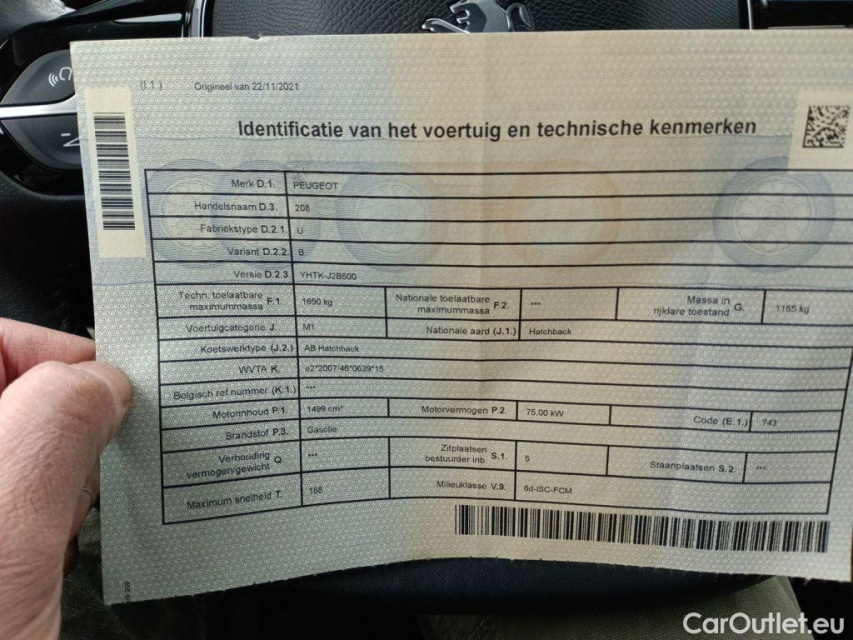 (I.1.) Origineel van 22/11/2021
Identificatie van het voertuig en technische kenmerken
Merk D.1. PEUGEOT
Handelsnaam D.3. 208
Fabriekstype D.2.1. U
Variant D.2.2. B
Versie D.2.3. YHTK-J2B500
Techn. toelaatbare maximummassa F.1. 1650 kg Nationale toelaatbare maximummassa F.2. --- Massa in rijklare toestand G. 1165 kg
Voertuigcategorie J. M1 Nationale aard (J.1.) Hatchback
Koetswerktype (J.2.) AB Hatchback
WVTA K. e2*2007/46*0639*15
Belgisch ref.nummer (K.1.) ---
Motorinhoud P.1. 1499 cm³ Motorvermogen P.2. 75.00 kW Code (E.1.) 743
Brandstof P.3. Gasolie
Verhouding vermogen/gewicht Q --- Zitplaatsen bestuurder inb. S.1. 5 Staanplaatsen S.2. ---
Maximum snelheid T. 188 Milieuklasse V.9. 6d-ISC-FCM
CarOutlet.eu